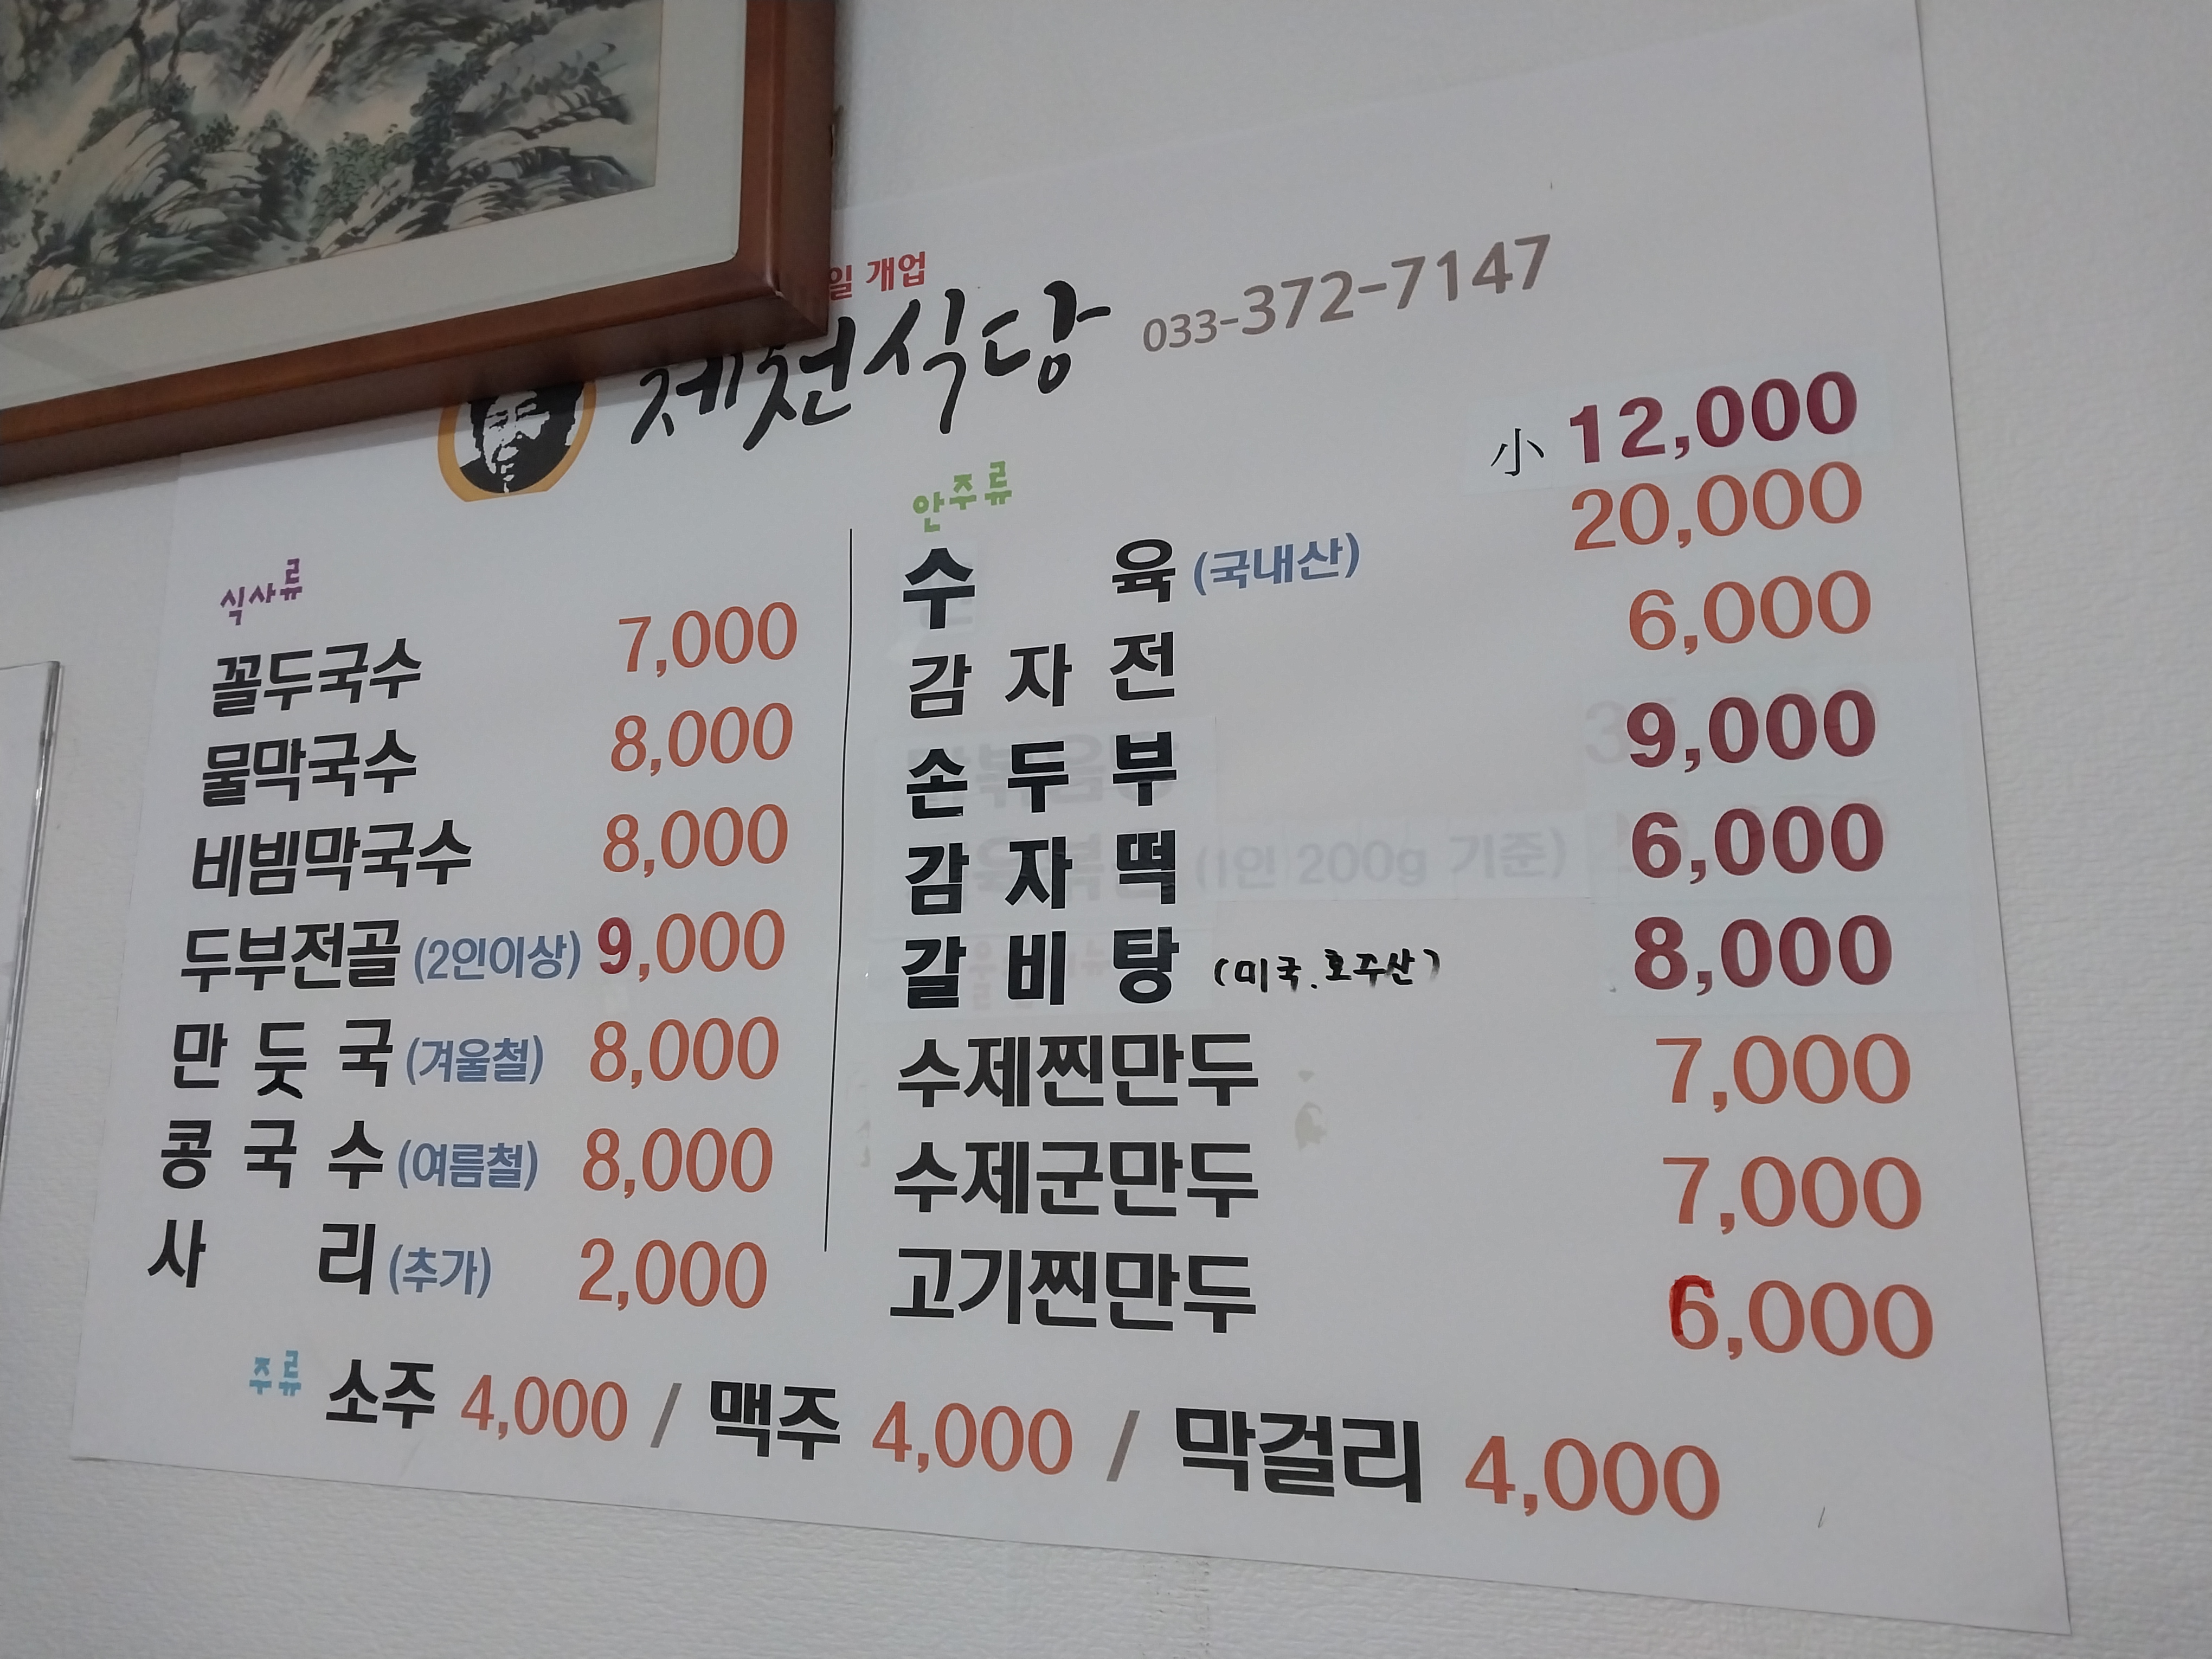 일 개업
제천식당 033-372-7147
식사류
꼴두국수 7,000
물막국수 8,000
비빔막국수 8,000
두부전골 (2인이상) 9,000
만둣국 (겨울철) 8,000
콩국수 (여름철) 8,000
사리 (추가) 2,000
안주류
小 12,000
수육 (국내산) 20,000
감자전 6,000
손두부 9,000
감자떡 6,000
(1인 200g 기준)
갈비탕 (미국.호주산) 8,000
수제찐만두 7,000
수제군만두 7,000
고기찐만두 6,000
주류 소주 4,000 / 맥주 4,000 / 막걸리 4,000